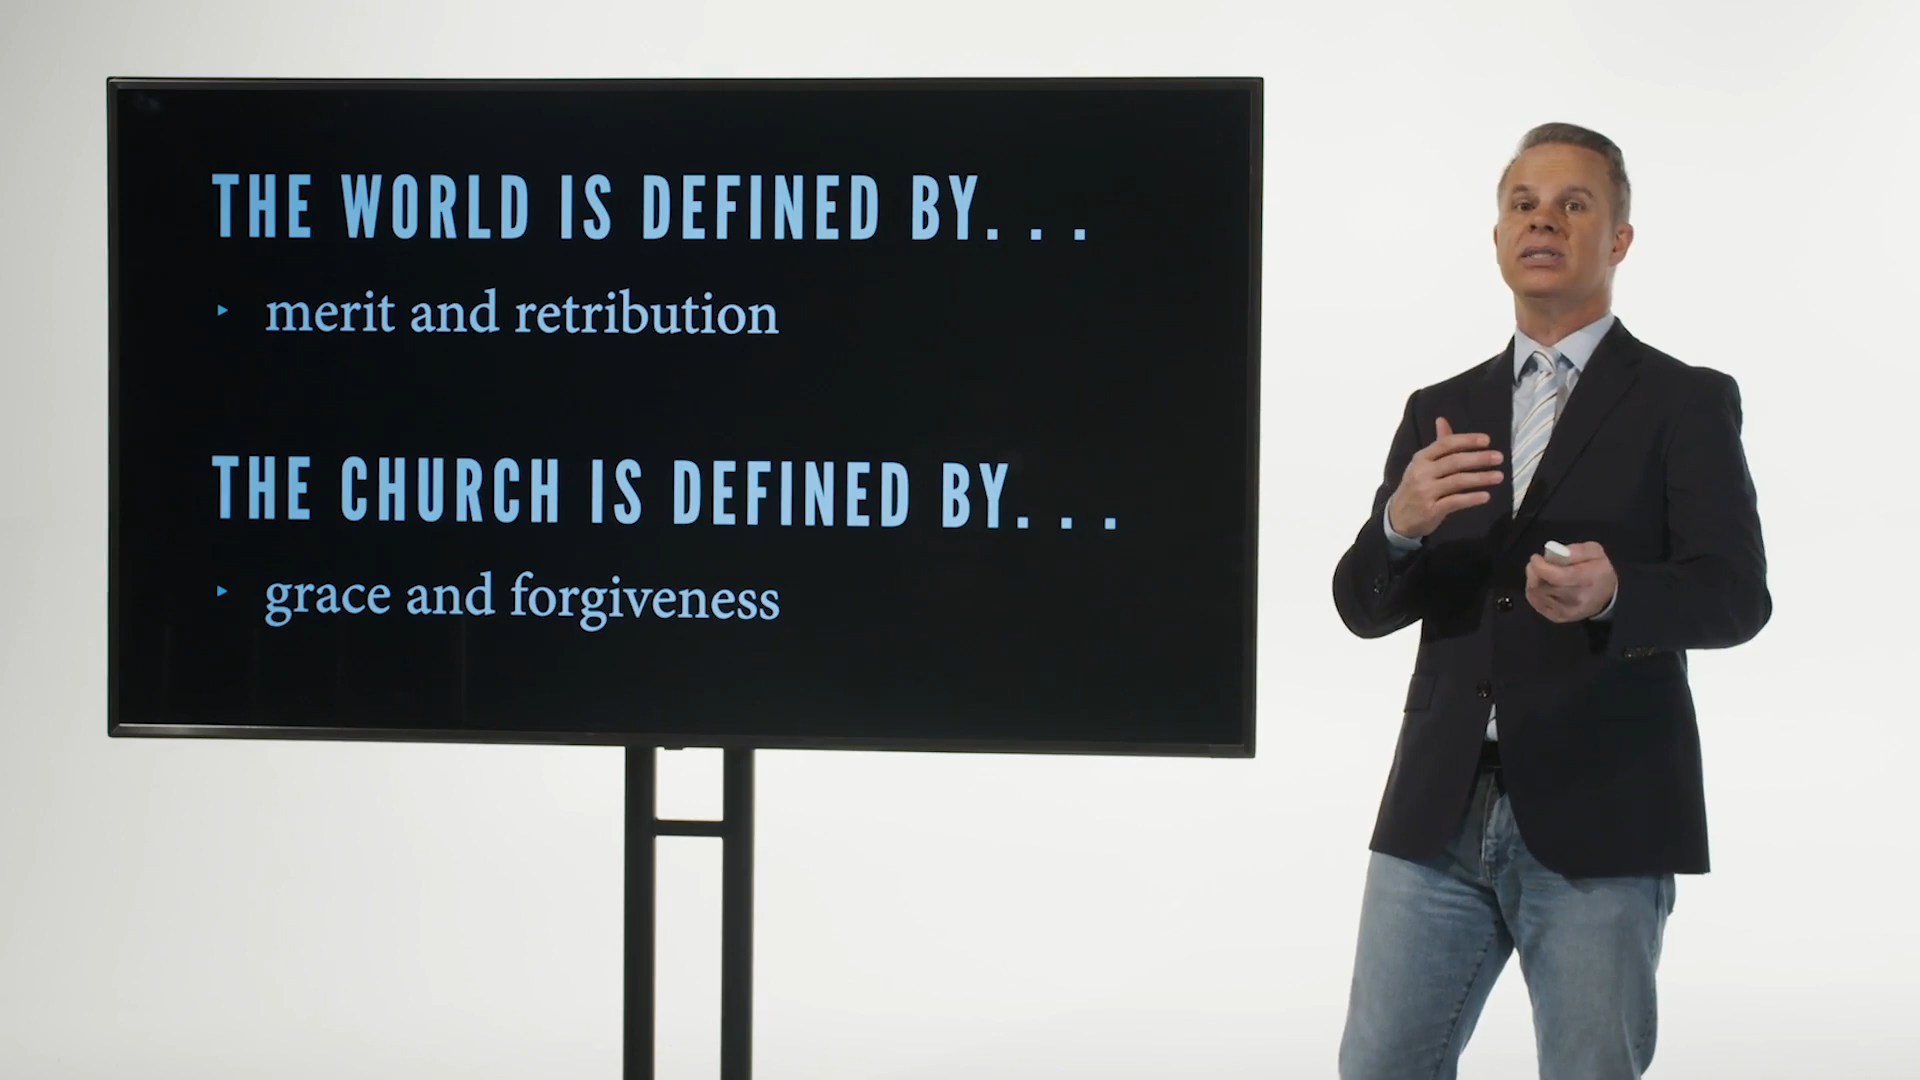 THE WORLD IS DEFINED BY. . .
‣ merit and retribution
THE CHURCH IS DEFINED BY. . .
‣ grace and forgiveness